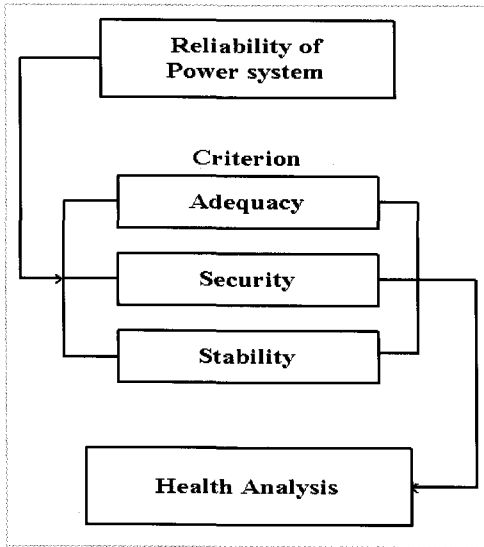 Reliability of
Power system
Criterion
Adequacy
Security
Stability
Health Analysis